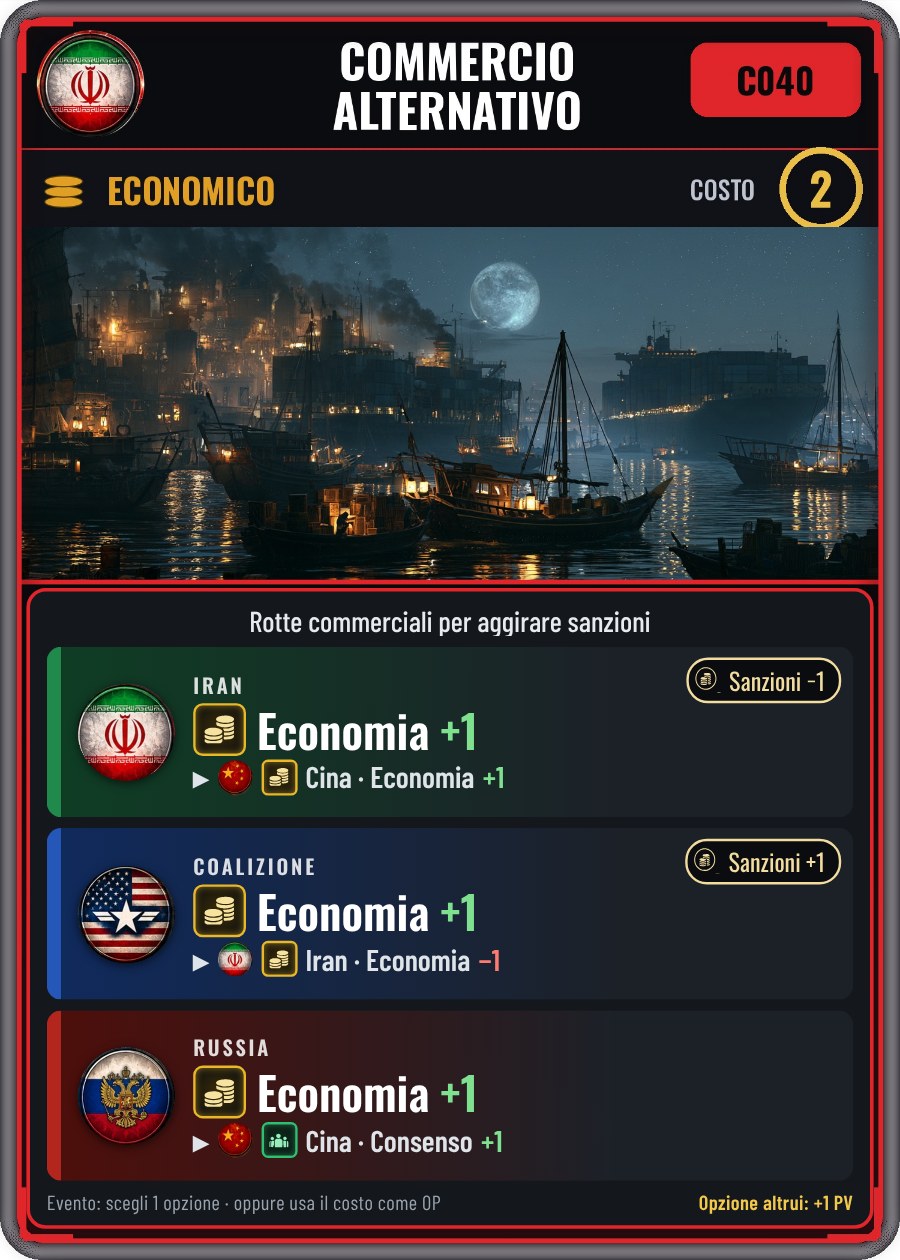 COMMERCIO
ALTERNATIVO
C040
ECONOMICO
COSTO
2
Rotte commerciali per aggirare sanzioni
IRAN
Sanzioni −1
Economia +1
▶ Cina · Economia +1
COALIZIONE
Sanzioni +1
Economia +1
▶ Iran · Economia −1
RUSSIA
Economia +1
▶ Cina · Consenso +1
Evento: scegli 1 opzione · oppure usa il costo come OP
Opzione altrui: +1 PV